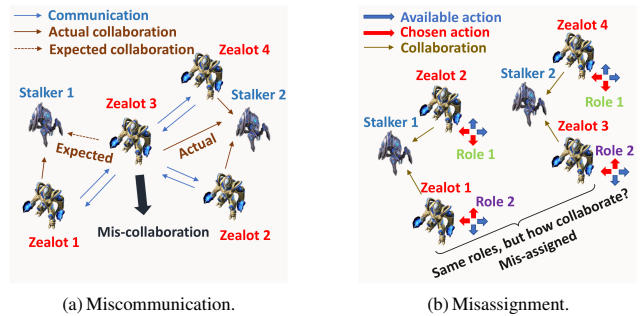 Communication
Actual collaboration
Expected collaboration
Zealot 4
Stalker 1
Zealot 3
Stalker 2
Expected
Actual
Zealot 1
Mis-collaboration
Zealot 2
(a) Miscommunication.
Available action
Chosen action
Collaboration
Zealot 4
Zealot 2
Stalker 2
Role 1
Stalker 1
Role 1
Zealot 3
Role 2
Zealot 1
Role 2
Same roles, but how collaborate?
Mis-assigned
(b) Misassignment.